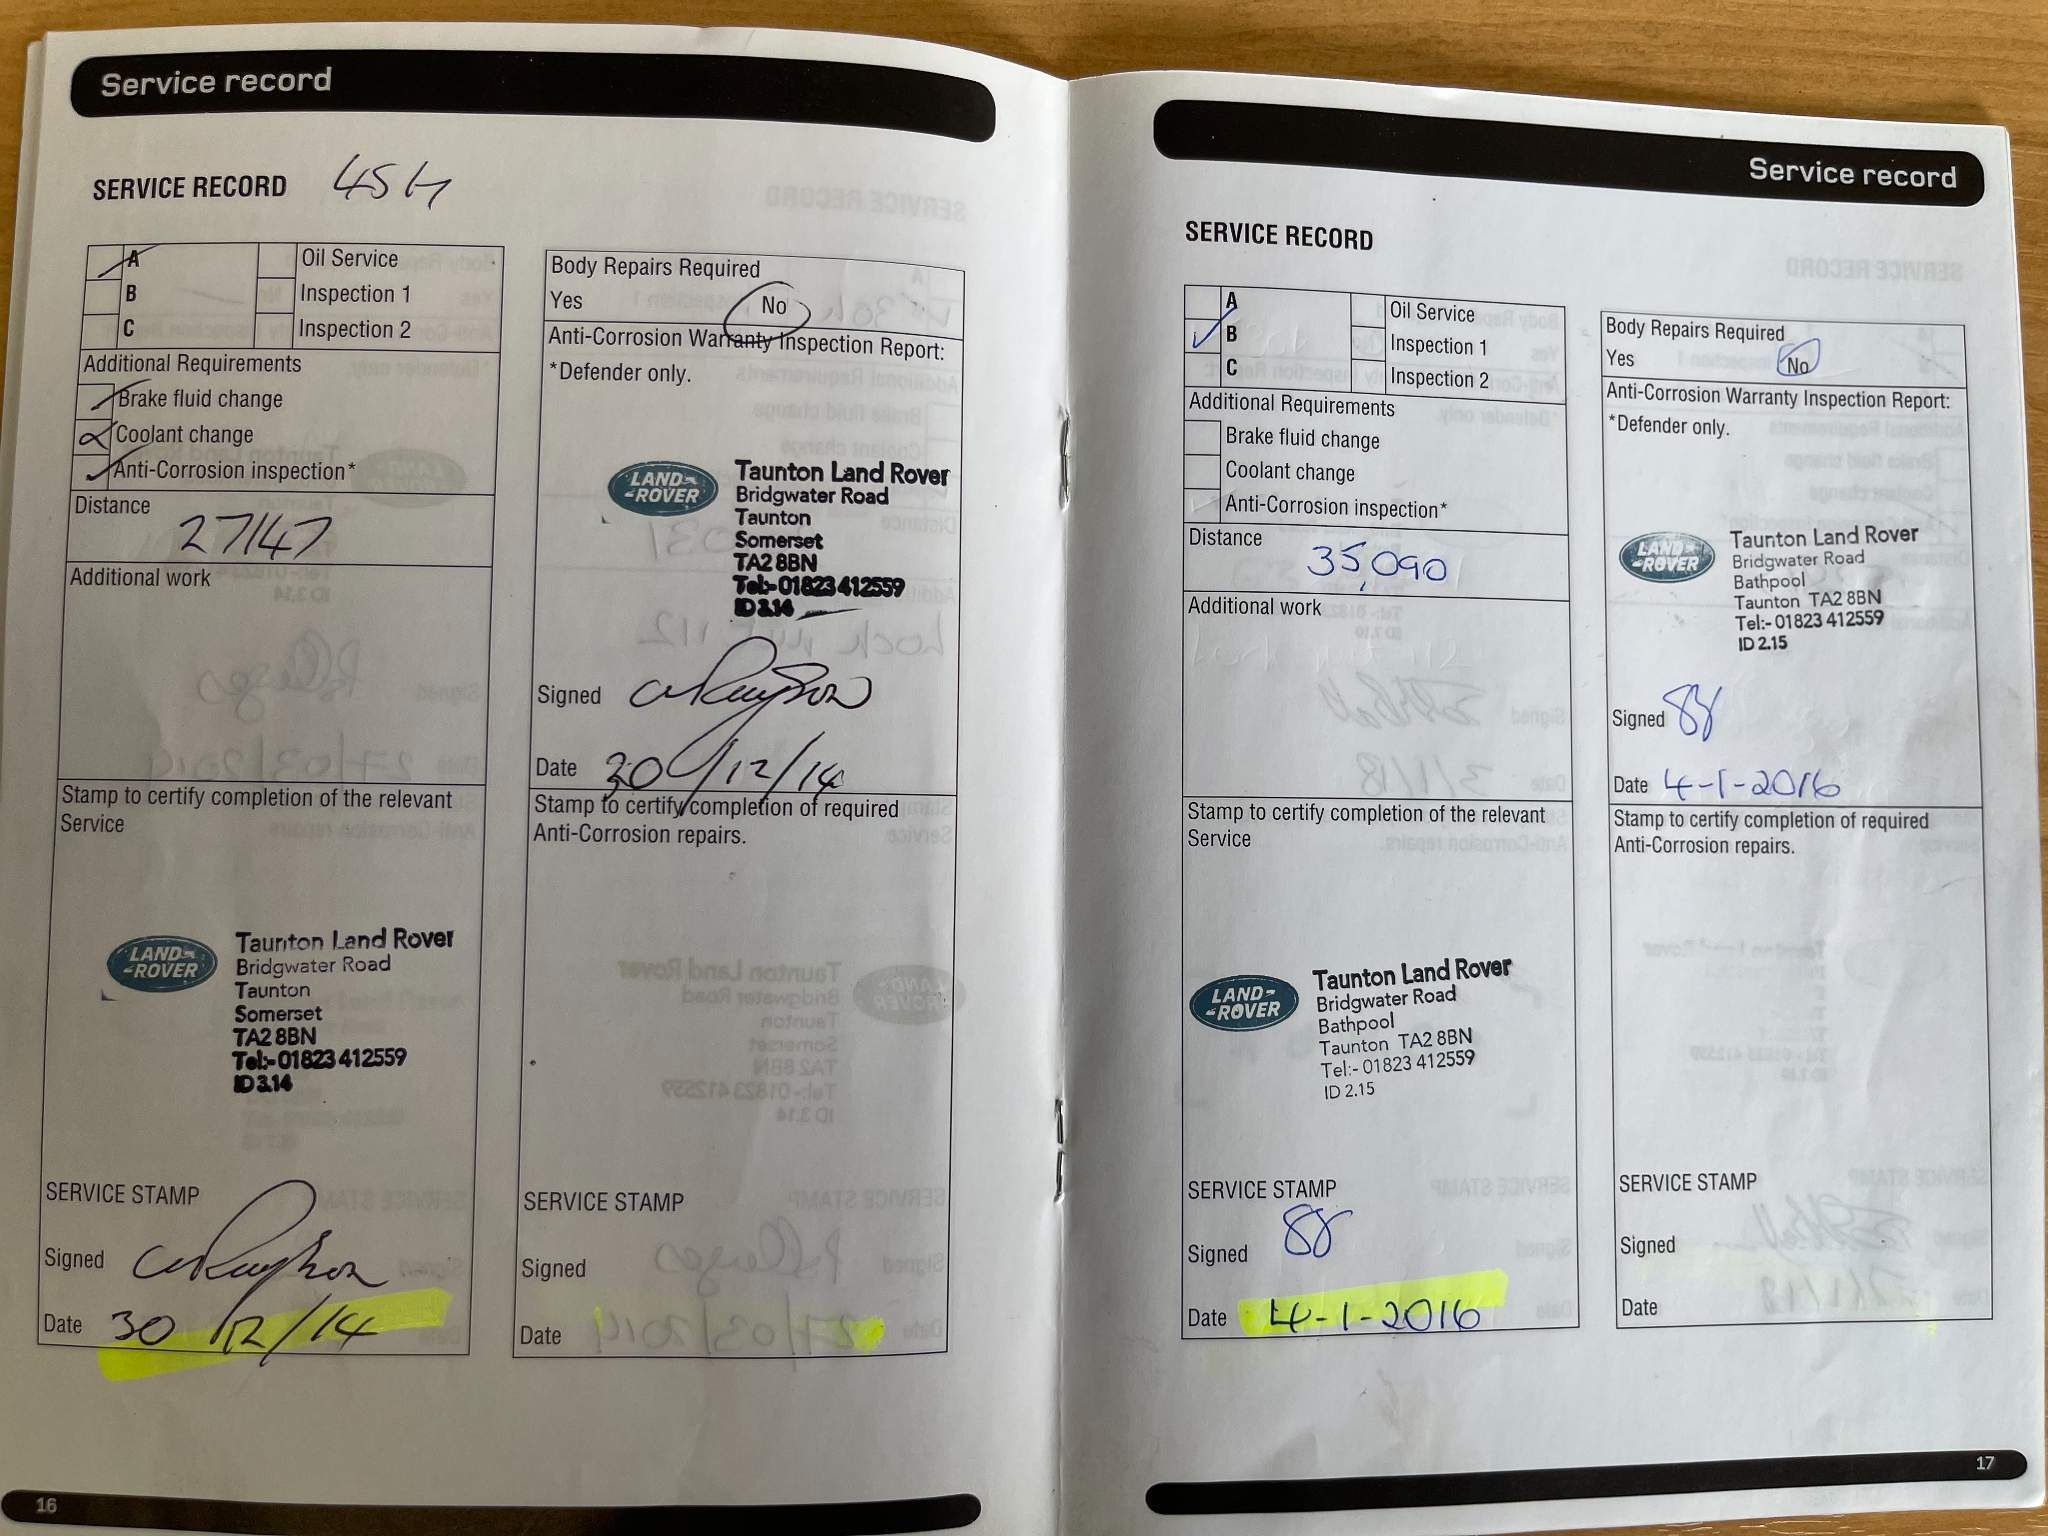 Service record
SERVICE RECORD 45K
A
B
C
Oil Service
Inspection 1
Inspection 2
Additional Requirements
Brake fluid change
Coolant change
Anti-Corrosion inspection*
Distance
27147
Additional work
Stamp to certify completion of the relevant
Service
LAND-
-ROVER
Taunton Land Rover
Bridgwater Road
Taunton
Somerset
TA2 8BN
Tel:- 01823 412559
ID 3.14
SERVICE STAMP
Signed
Date 30/12/14
Body Repairs Required
Yes No
Anti-Corrosion Warranty Inspection Report:
*Defender only.
LAND-
-ROVER
Taunton Land Rover
Bridgwater Road
Taunton
Somerset
TA2 8BN
Tel:- 01823 412559
ID 3.14
Signed
Date 30/12/14
Stamp to certify completion of required
Anti-Corrosion repairs.
SERVICE STAMP
Signed
Date
16
Service record
SERVICE RECORD
A
B
C
Oil Service
Inspection 1
Inspection 2
Additional Requirements
Brake fluid change
Coolant change
Anti-Corrosion inspection*
Distance
35,090
Additional work
Stamp to certify completion of the relevant
Service
LAND-
-ROVER
Taunton Land Rover
Bridgwater Road
Bathpool
Taunton TA2 8BN
Tel:- 01823 412559
ID 2.15
SERVICE STAMP
Signed
Date 4-1-2016
Body Repairs Required
Yes No
Anti-Corrosion Warranty Inspection Report:
*Defender only.
LAND-
-ROVER
Taunton Land Rover
Bridgwater Road
Bathpool
Taunton TA2 8BN
Tel:- 01823 412559
ID 2.15
Signed
Date 4-1-2016
Stamp to certify completion of required
Anti-Corrosion repairs.
SERVICE STAMP
Signed
Date
17